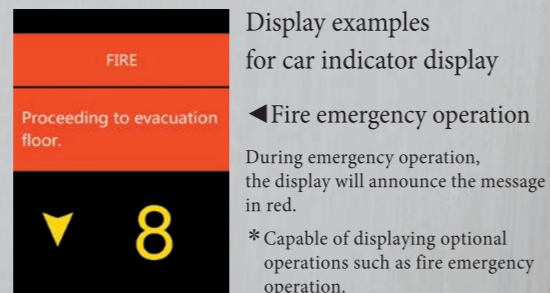 FIRE
Proceeding to evacuation
floor.
8
Display examples
for car indicator display
◀Fire emergency operation
During emergency operation,
the display will announce the message
in red.
* Capable of displaying optional
operations such as fire emergency
operation.